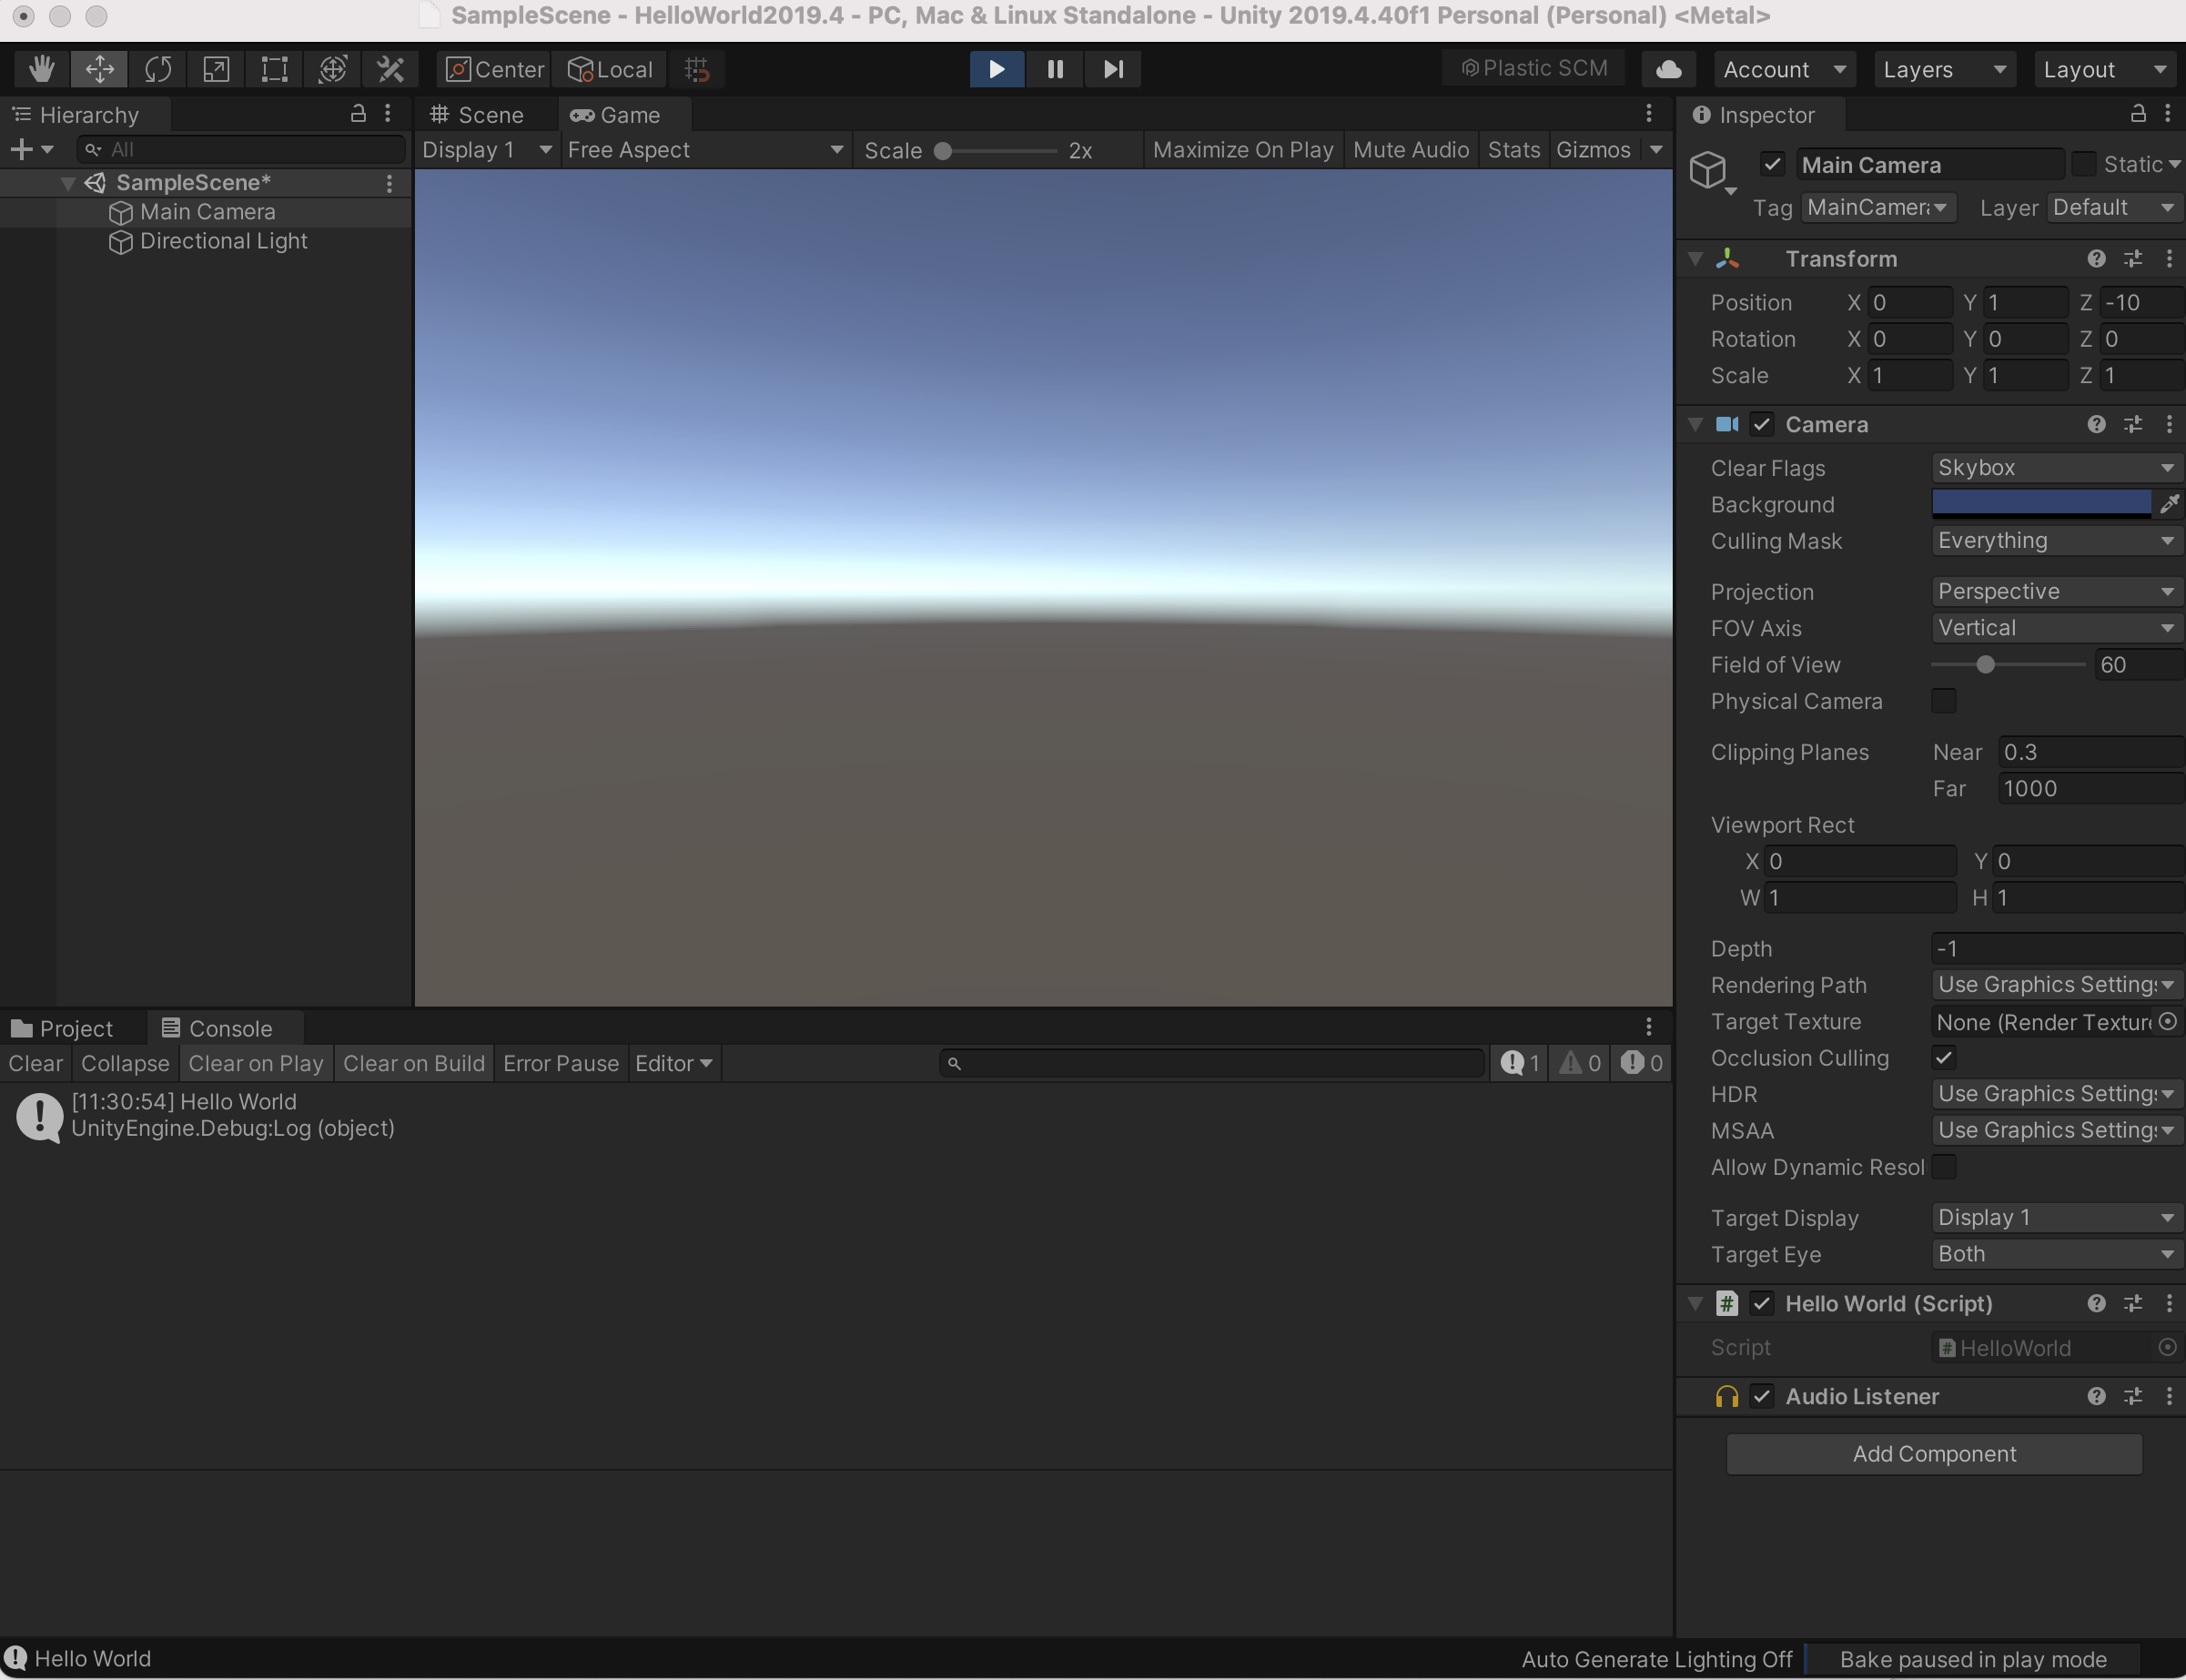 SampleScene - HelloWorld2019.4 - PC, Mac & Linux Standalone - Unity 2019.4.40f1 Personal (Personal) <Metal>
Center Local Plastic SCM Account Layers Layout
Hierarchy
All
SampleScene*
Main Camera
Directional Light
Scene Game
Display 1 Free Aspect Scale 2x Maximize On Play Mute Audio Stats Gizmos
Project Console
Clear Collapse Clear on Play Clear on Build Error Pause Editor 1 0 0
[11:30:54] Hello World
UnityEngine.Debug:Log (object)
Inspector
Main Camera Static
Tag MainCamera Layer Default
Transform
Position X 0 Y 1 Z -10
Rotation X 0 Y 0 Z 0
Scale X 1 Y 1 Z 1
Camera
Clear Flags Skybox
Background
Culling Mask Everything
Projection Perspective
FOV Axis Vertical
Field of View 60
Physical Camera
Clipping Planes Near 0.3
Far 1000
Viewport Rect
X 0 Y 0
W 1 H 1
Depth -1
Rendering Path Use Graphics Settings
Target Texture None (Render Texture
Occlusion Culling
HDR Use Graphics Settings
MSAA Use Graphics Settings
Allow Dynamic Resol
Target Display Display 1
Target Eye Both
Hello World (Script)
Script # HelloWorld
Audio Listener
Add Component
Hello World Auto Generate Lighting Off Bake paused in play mode